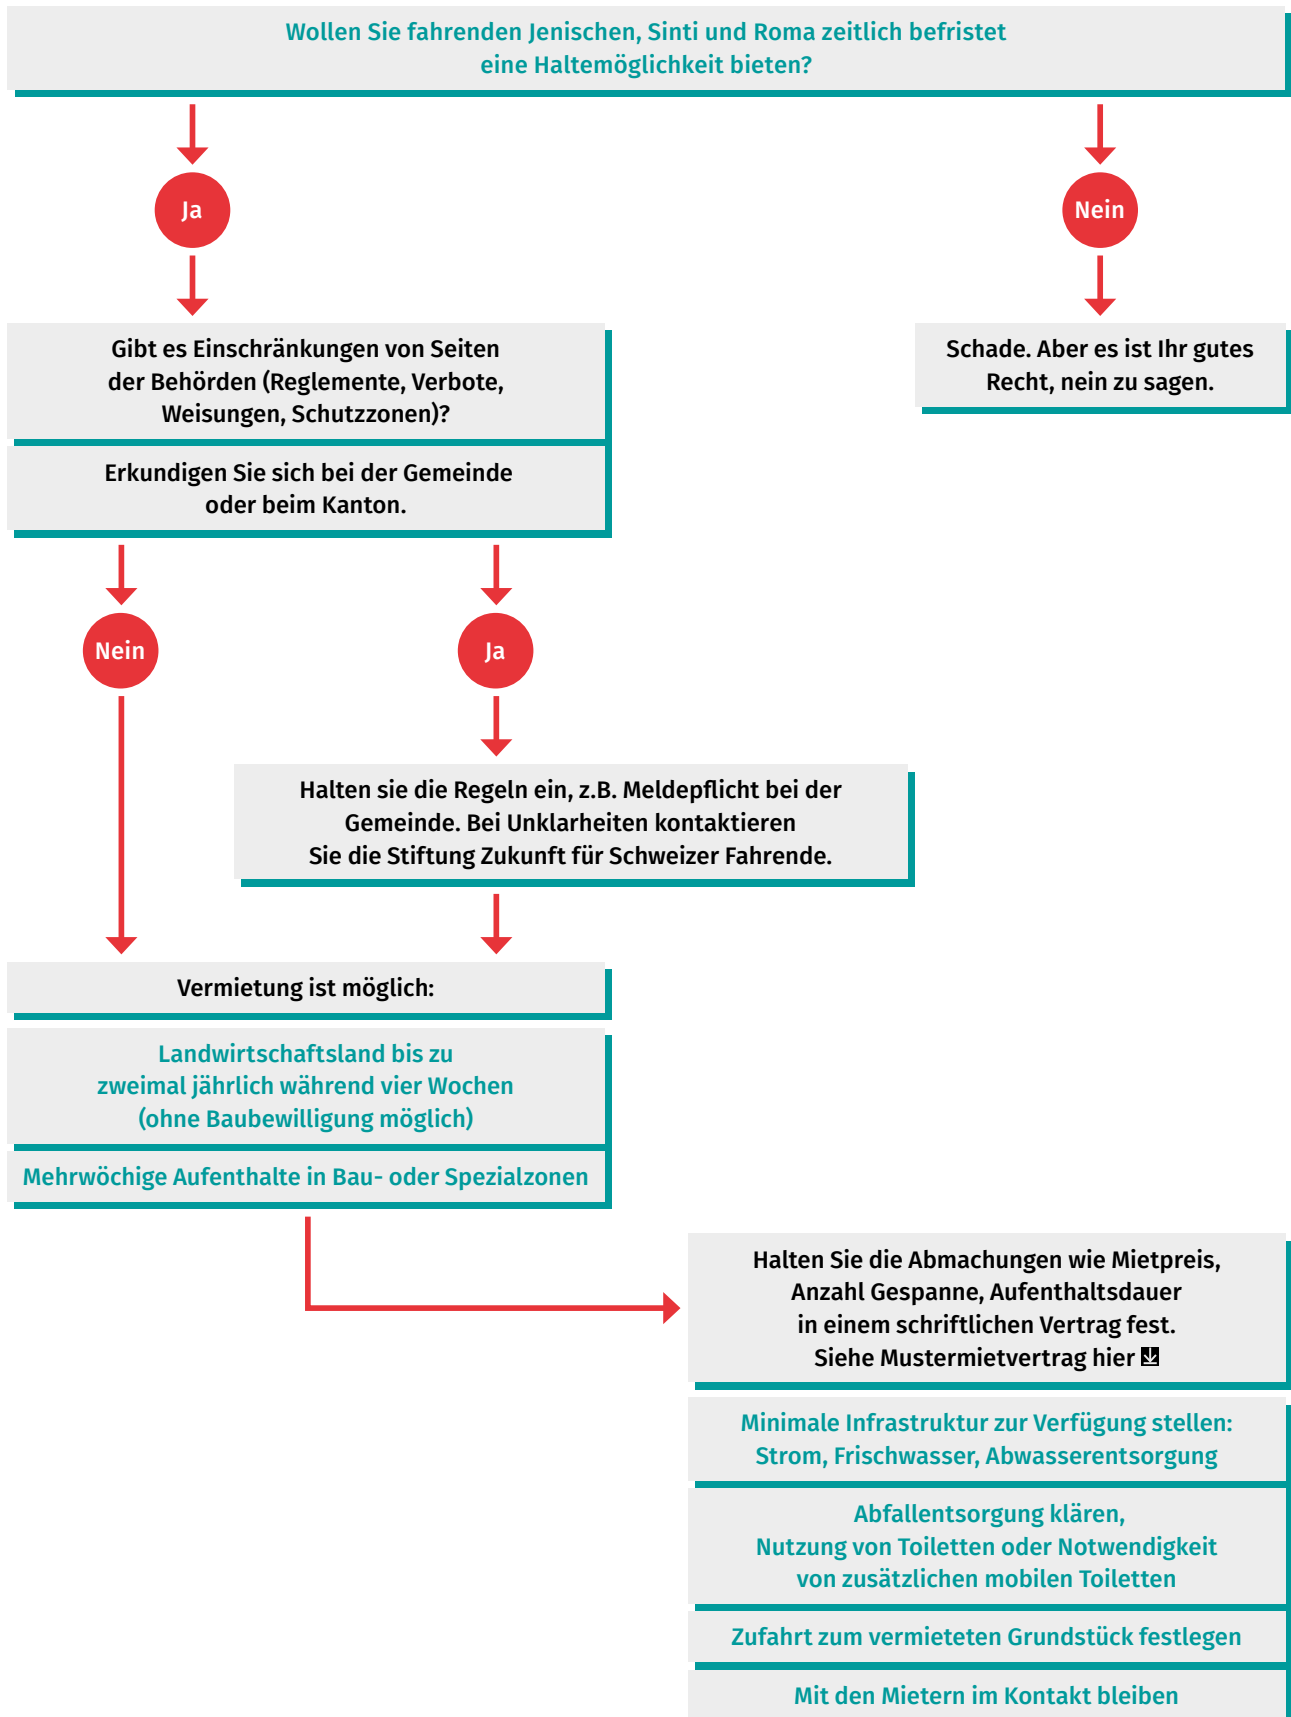 Wollen Sie fahrenden Jenischen, Sinti und Roma zeitlich befristet
eine Haltemöglichkeit bieten?
Ja
Nein
Gibt es Einschränkungen von Seiten
der Behörden (Reglemente, Verbote,
Weisungen, Schutzzonen)?
Erkundigen Sie sich bei der Gemeinde
oder beim Kanton.
Schade. Aber es ist Ihr gutes
Recht, nein zu sagen.
Nein
Ja
Halten sie die Regeln ein, z.B. Meldepflicht bei der
Gemeinde. Bei Unklarheiten kontaktieren
Sie die Stiftung Zukunft für Schweizer Fahrende.
Vermietung ist möglich:
Landwirtschaftsland bis zu
zweimal jährlich während vier Wochen
(ohne Baubewilligung möglich)
Mehrwöchige Aufenthalte in Bau- oder Spezialzonen
Halten Sie die Abmachungen wie Mietpreis,
Anzahl Gespanne, Aufenthaltsdauer
in einem schriftlichen Vertrag fest.
Siehe Mustermietvertrag hier
Minimale Infrastruktur zur Verfügung stellen:
Strom, Frischwasser, Abwasserentsorgung
Abfallentsorgung klären,
Nutzung von Toiletten oder Notwendigkeit
von zusätzlichen mobilen Toiletten
Zufahrt zum vermieteten Grundstück festlegen
Mit den Mietern im Kontakt bleiben